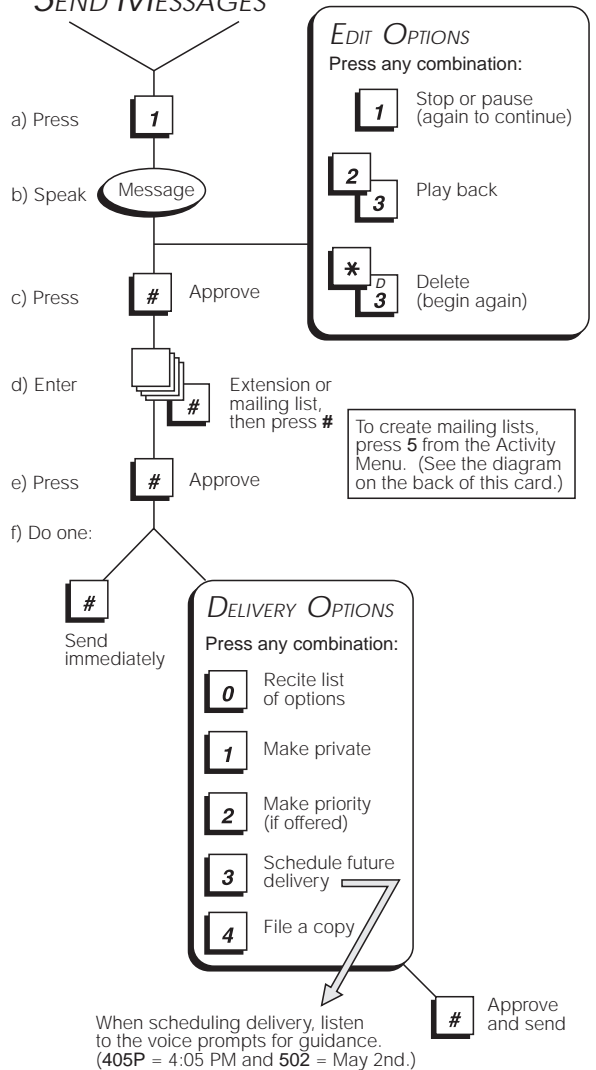 SEND MESSAGES
a) Press
1
b) Speak
Message
c) Press
#
Approve
d) Enter
#
Extension or
mailing list,
then press #
e) Press
#
Approve
f) Do one:
#
Send
immediately
EDIT OPTIONS
Press any combination:
1
Stop or pause
(again to continue)
2
3
Play back
*
D
3
Delete
(begin again)
To create mailing lists,
press 5 from the Activity
Menu. (See the diagram
on the back of this card.)
DELIVERY OPTIONS
Press any combination:
0
Recite list
of options
1
Make private
2
Make priority
(if offered)
3
Schedule future
delivery
4
File a copy
When scheduling delivery, listen
to the voice prompts for guidance.
(405P = 4:05 PM and 502 = May 2nd.)
#
Approve
and send